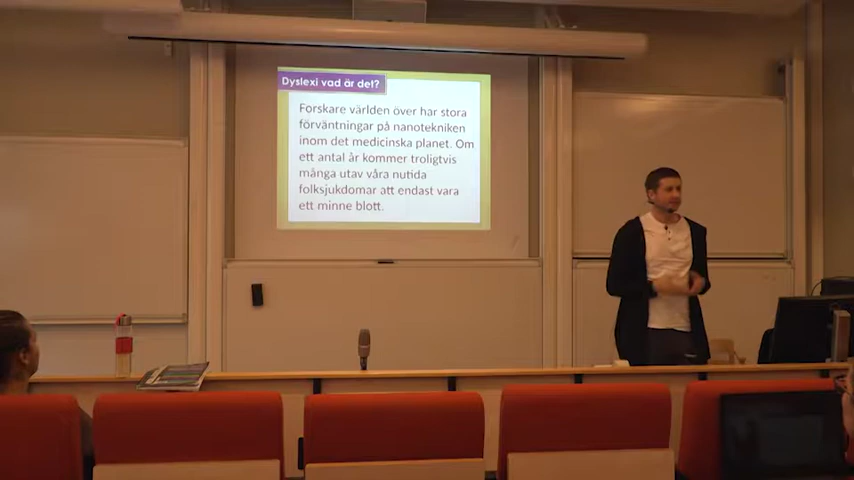 Dyslexi vad är det?
Forskare världen över har stora
förväntningar på nanotekniken
inom det medicinska planet. Om
ett antal år kommer troligtvis
många utav våra nutida
folksjukdomar att endast vara
ett minne blott.